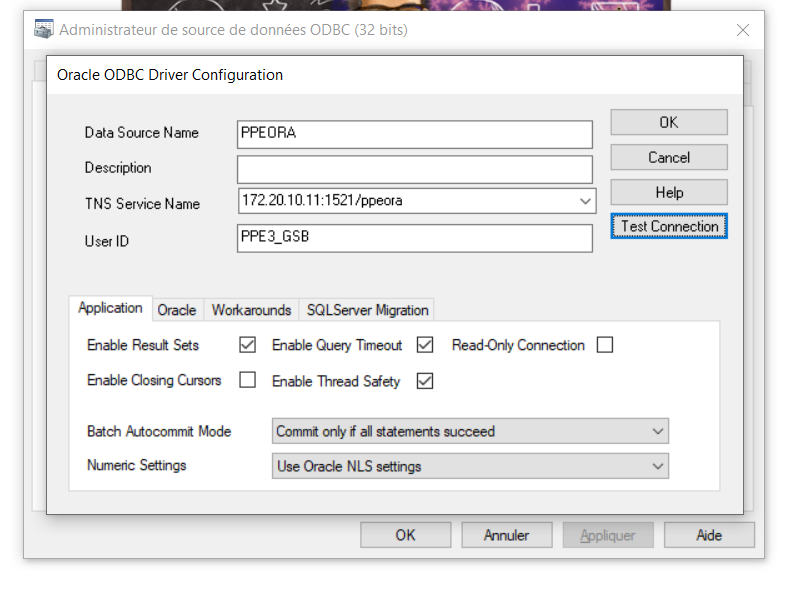 Administrateur de source de données ODBC (32 bits)
Oracle ODBC Driver Configuration
Data Source Name PPEORA OK
Description Cancel
TNS Service Name 172.20.10.11:1521/ppeora Help
User ID PPE3_GSB Test Connection
Application Oracle Workarounds SQLServer Migration
Enable Result Sets Enable Query Timeout Read-Only Connection
Enable Closing Cursors Enable Thread Safety
Batch Autocommit Mode Commit only if all statements succeed
Numeric Settings Use Oracle NLS settings
OK Annuler Appliquer Aide